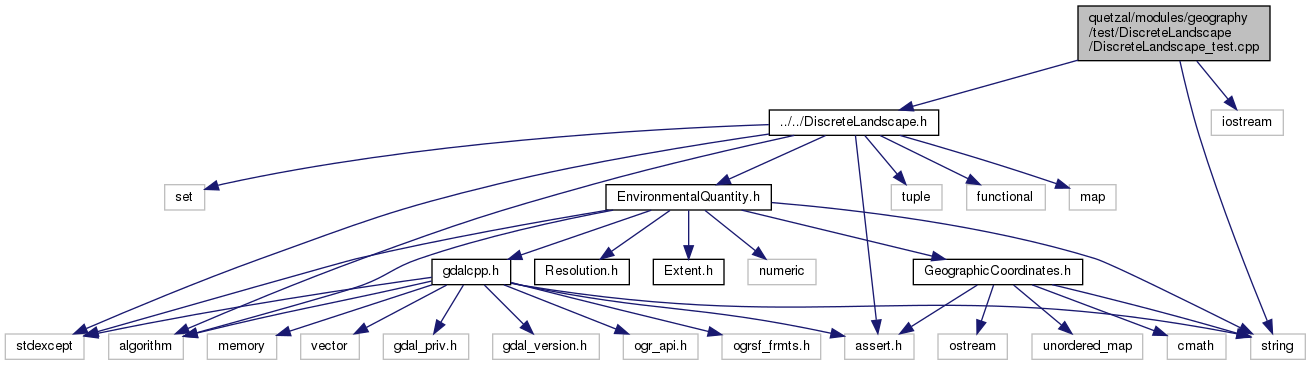 quetzal/modules/geography
/test/DiscreteLandscape
/DiscreteLandscape_test.cpp
../../DiscreteLandscape.h
iostream
set
EnvironmentalQuantity.h
tuple
functional
map
gdalcpp.h
Resolution.h
Extent.h
numeric
GeographicCoordinates.h
stdexcept
algorithm
memory
vector
gdal_priv.h
gdal_version.h
ogr_api.h
ogrsf_frmts.h
assert.h
ostream
unordered_map
cmath
string